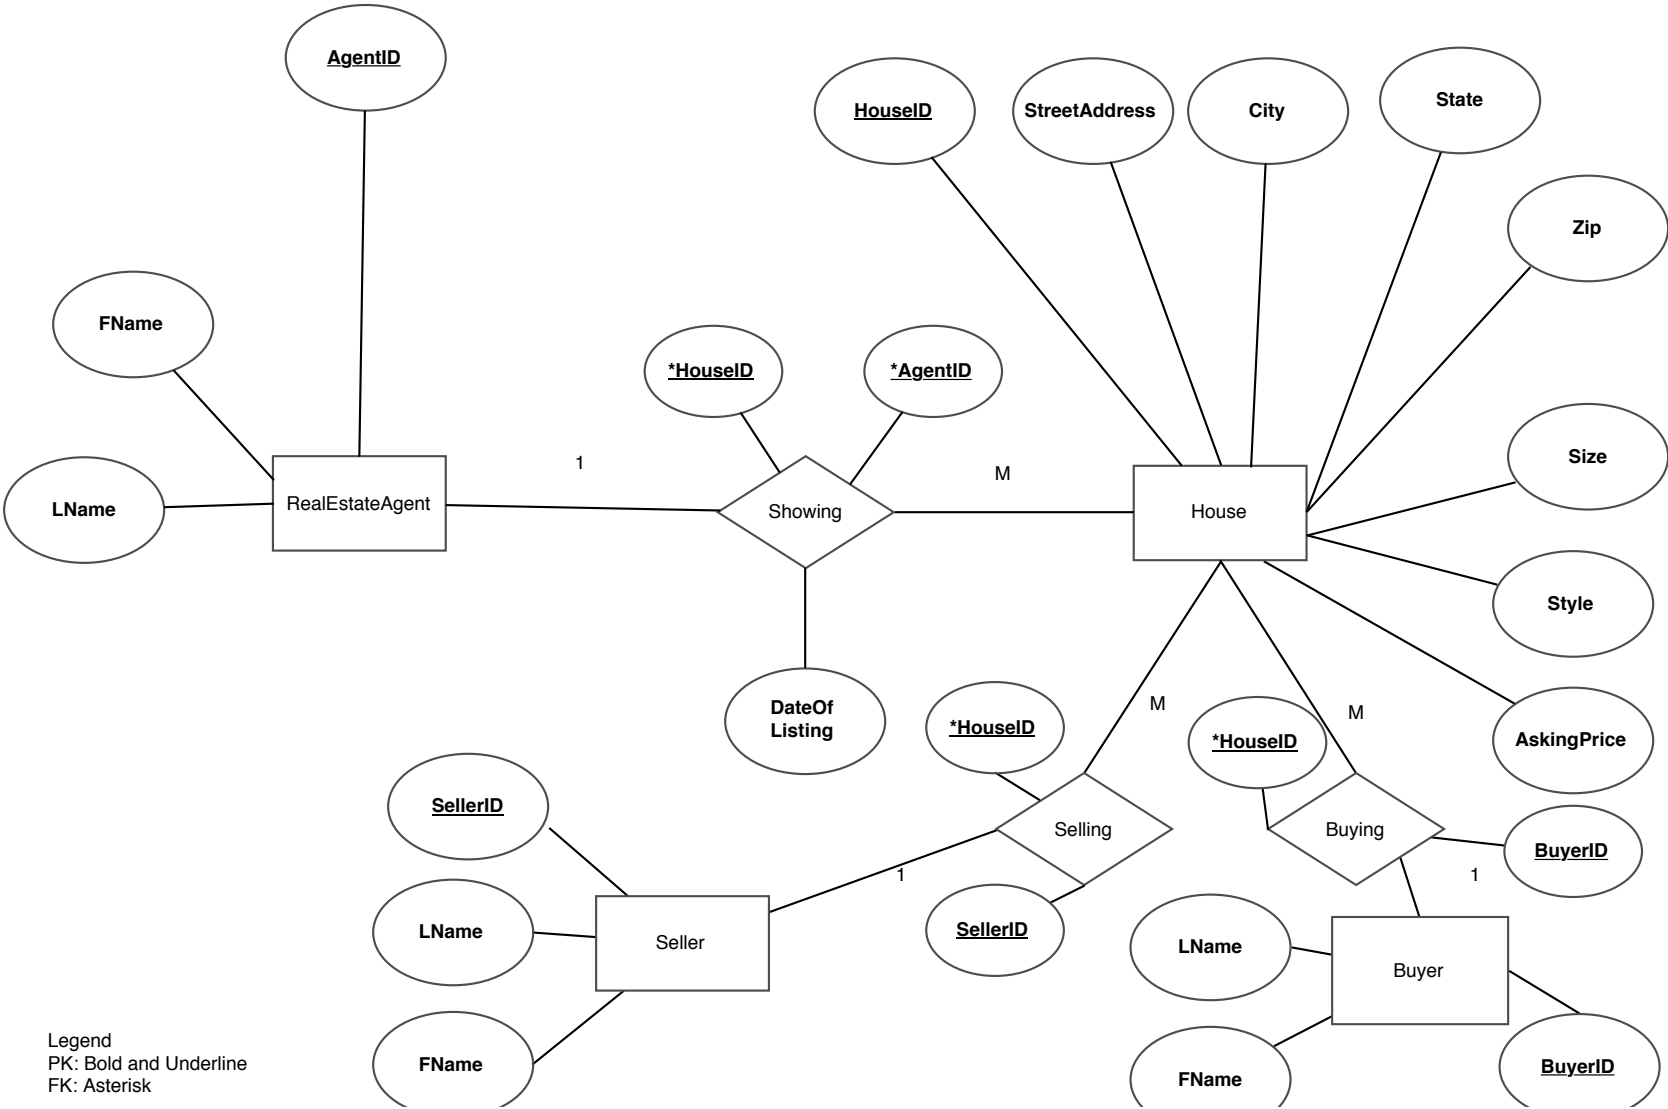 AgentID
HouseID
StreetAddress
City
State
Zip
FName
*HouseID
*AgentID
LName
RealEstateAgent
1
Showing
M
House
Size
Style
DateOf
Listing
*HouseID
M
*HouseID
M
AskingPrice
SellerID
Selling
Buying
BuyerID
1
1
LName
Seller
SellerID
LName
Buyer
FName
FName
BuyerID
Legend
PK: Bold and Underline
FK: Asterisk